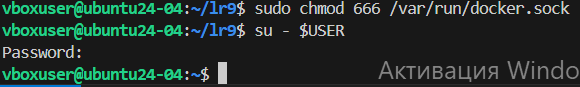 vboxuser@ubuntu24-04:~/lr9$ sudo chmod 666 /var/run/docker.sock
vboxuser@ubuntu24-04:~/lr9$ su - $USER
Password:
vboxuser@ubuntu24-04:~$
Активация Windo